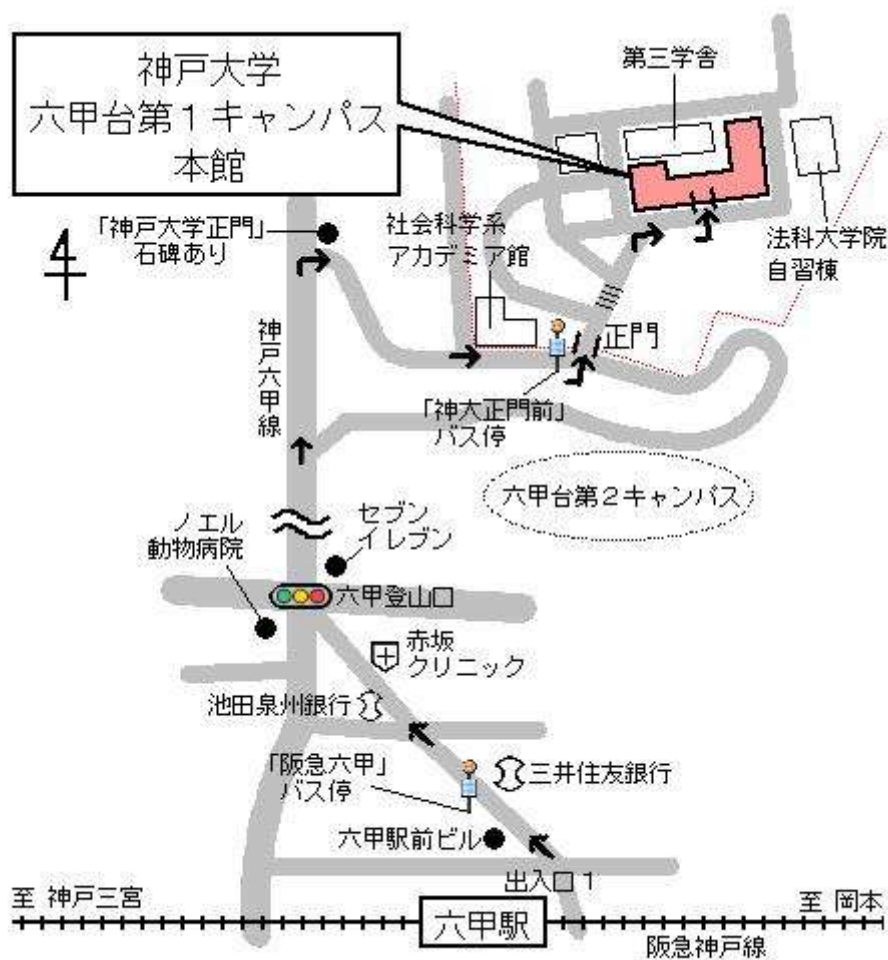 神戸大学
六甲台第1キャンパス
本館
第三学舎
「神戸大学正門」
石碑あり
社会科学系
アカデミア館
法科大学院
自習棟
神戸六甲線
正門
「神大正門前」
バス停
六甲台第2キャンパス
ノエル
動物病院
セブン
イレブン
六甲登山口
赤坂
クリニック
池田泉州銀行
「阪急六甲」
バス停
三井住友銀行
六甲駅前ビル
出入口1
至 神戸三宮
六甲駅
至 岡本
阪急神戸線